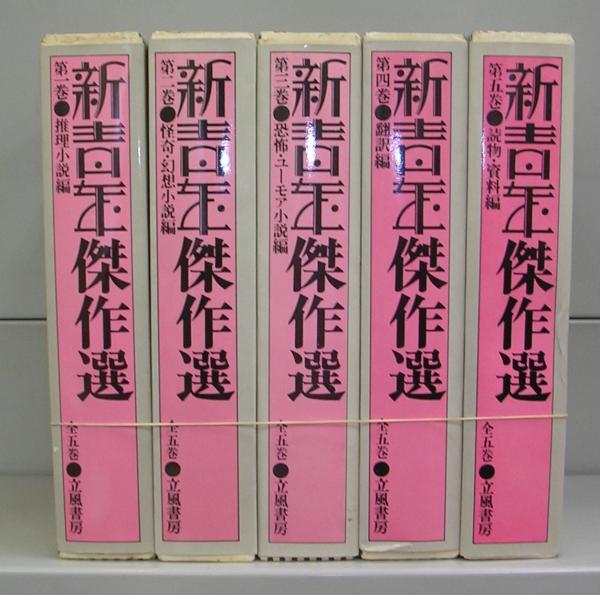 新青年傑作選
第一巻●推理小説編
全五巻●立風書房
新青年傑作選
第二巻●怪奇・幻想小説編
全五巻●立風書房
新青年傑作選
第三巻●恐怖・ユーモア小説編
全五巻●立風書房
新青年傑作選
第四巻●翻訳編
全五巻●立風書房
新青年傑作選
第五巻●読物・資料編
全五巻●立風書房